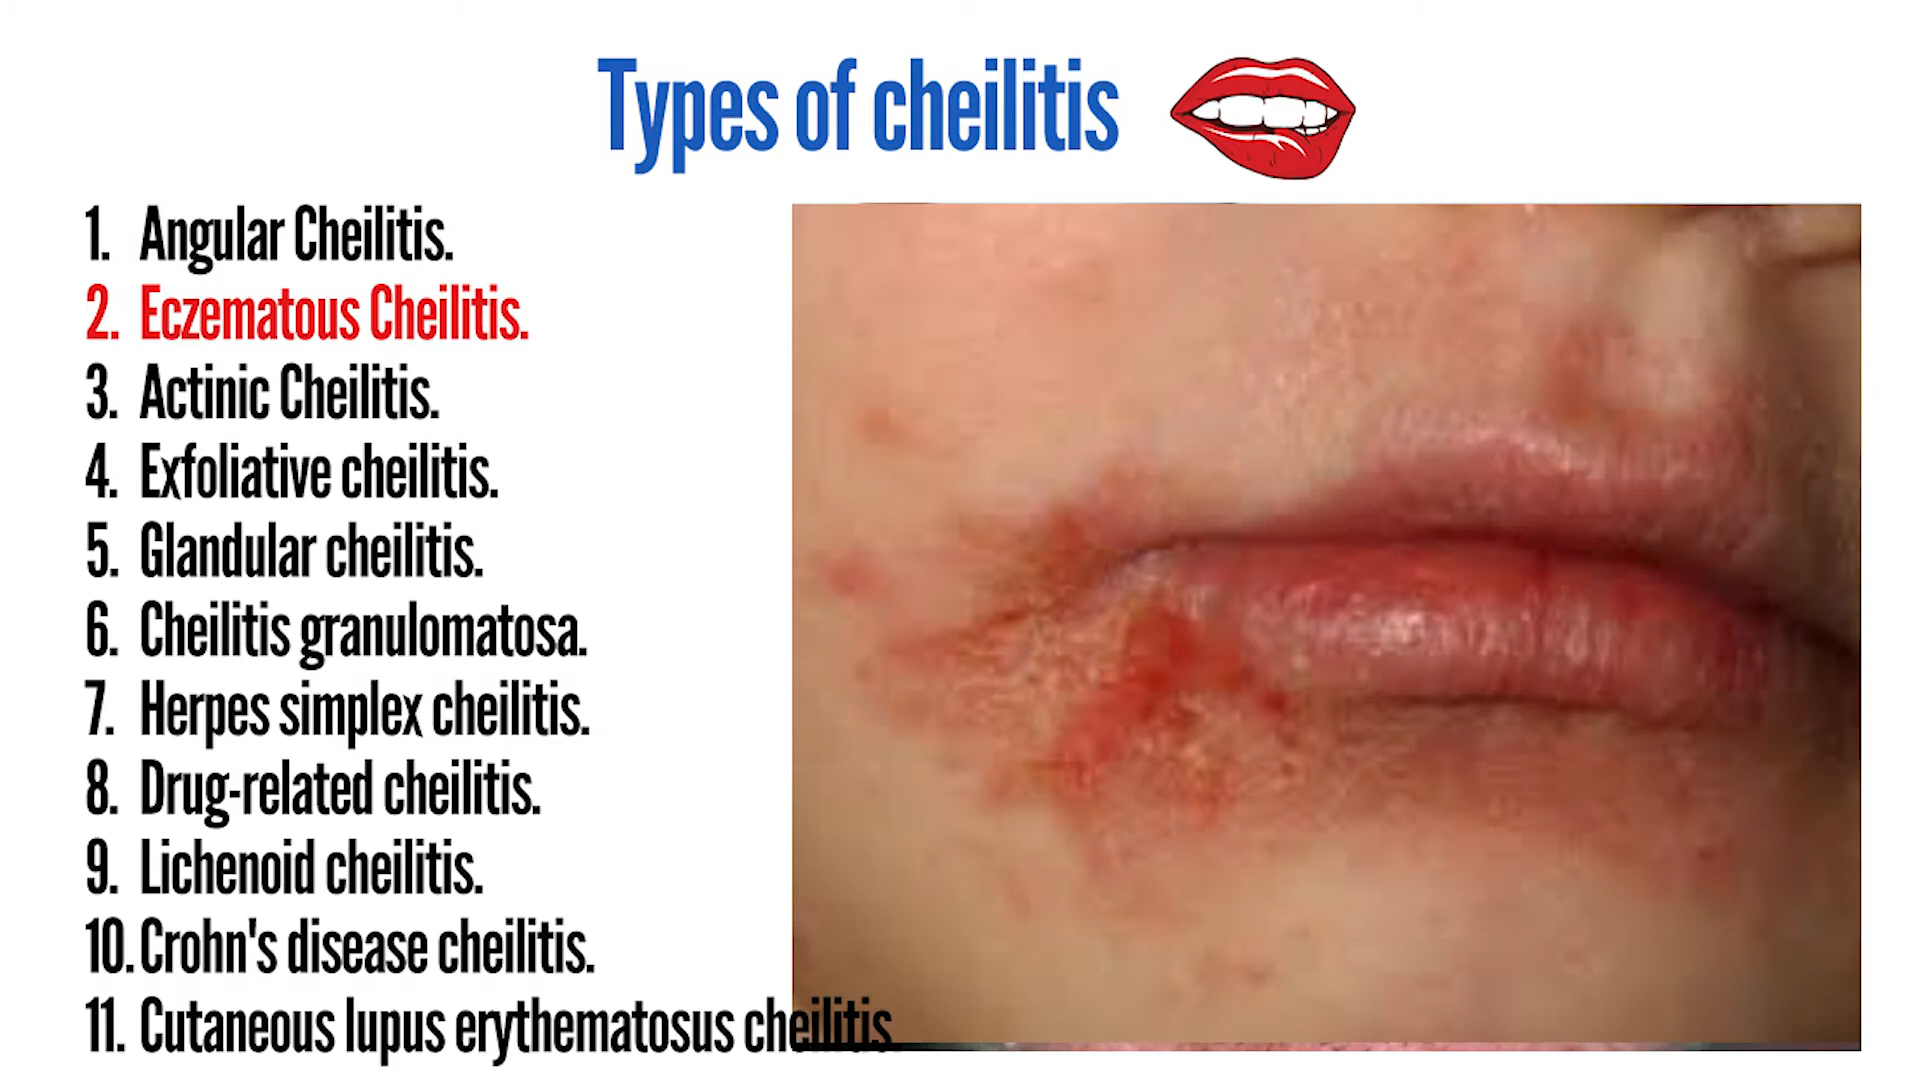 Types of cheilitis
1. Angular Cheilitis.
2. Eczematous Cheilitis.
3. Actinic Cheilitis.
4. Exfoliative cheilitis.
5. Glandular cheilitis.
6. Cheilitis granulomatosa.
7. Herpes simplex cheilitis.
8. Drug-related cheilitis.
9. Lichenoid cheilitis.
10. Crohn's disease cheilitis.
11. Cutaneous lupus erythematosus cheilitis.